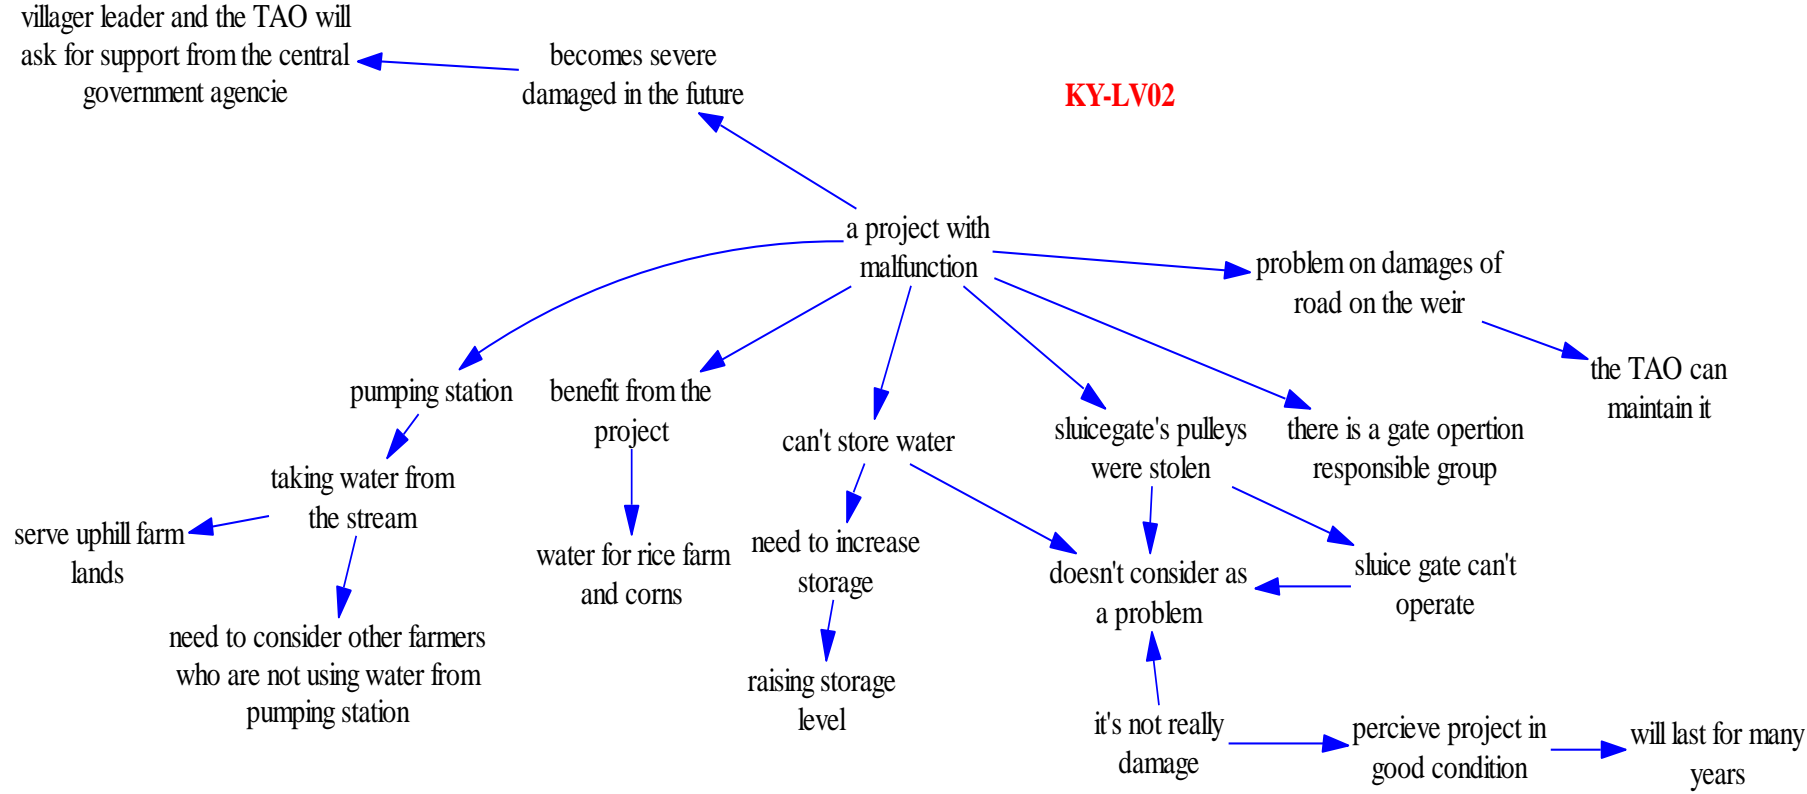 villager leader and the TAO will
ask for support from the central
government agencie
becomes severe
damaged in the future
KY-LV02
a project with
malfunction
problem on damages of
road on the weir
the TAO can
maintain it
pumping station
benefit from the
project
can't store water
sluicegate's pulleys
were stolen
there is a gate opertion
responsible group
taking water from
the stream
serve uphill farm
lands
need to consider other farmers
who are not using water from
pumping station
water for rice farm
and corns
need to increase
storage
raising storage
level
doesn't consider as
a problem
sluice gate can't
operate
it's not really
damage
percieve project in
good condition
will last for many
years